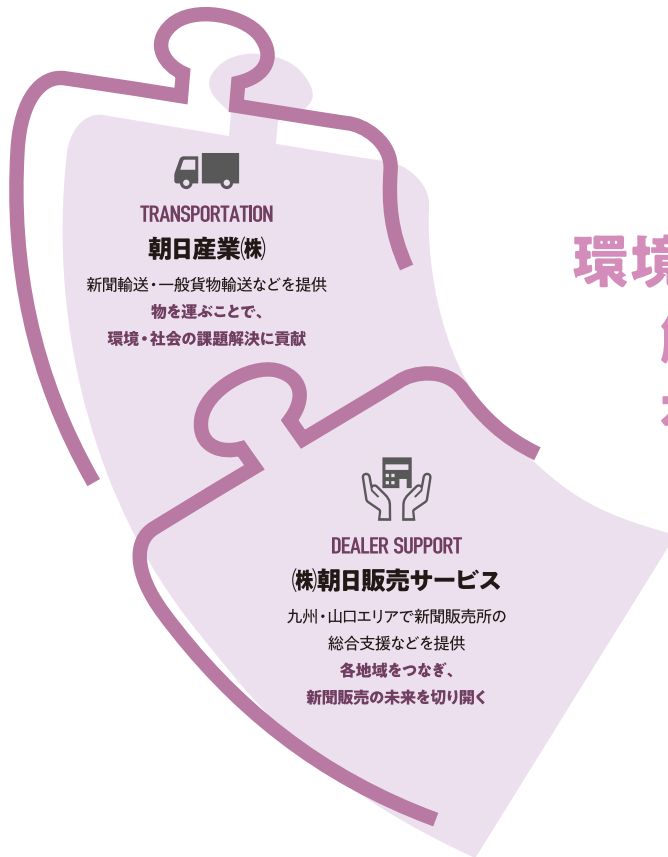 TRANSPORTATION
朝日産業㈱
新聞輸送・一般貨物輸送などを提供
物を運ぶことで、
環境・社会の課題解決に貢献
環境
DEALER SUPPORT
㈱朝日販売サービス
九州・山口エリアで新聞販売所の
総合支援などを提供
各地域をつなぎ、
新聞販売の未来を切り開く